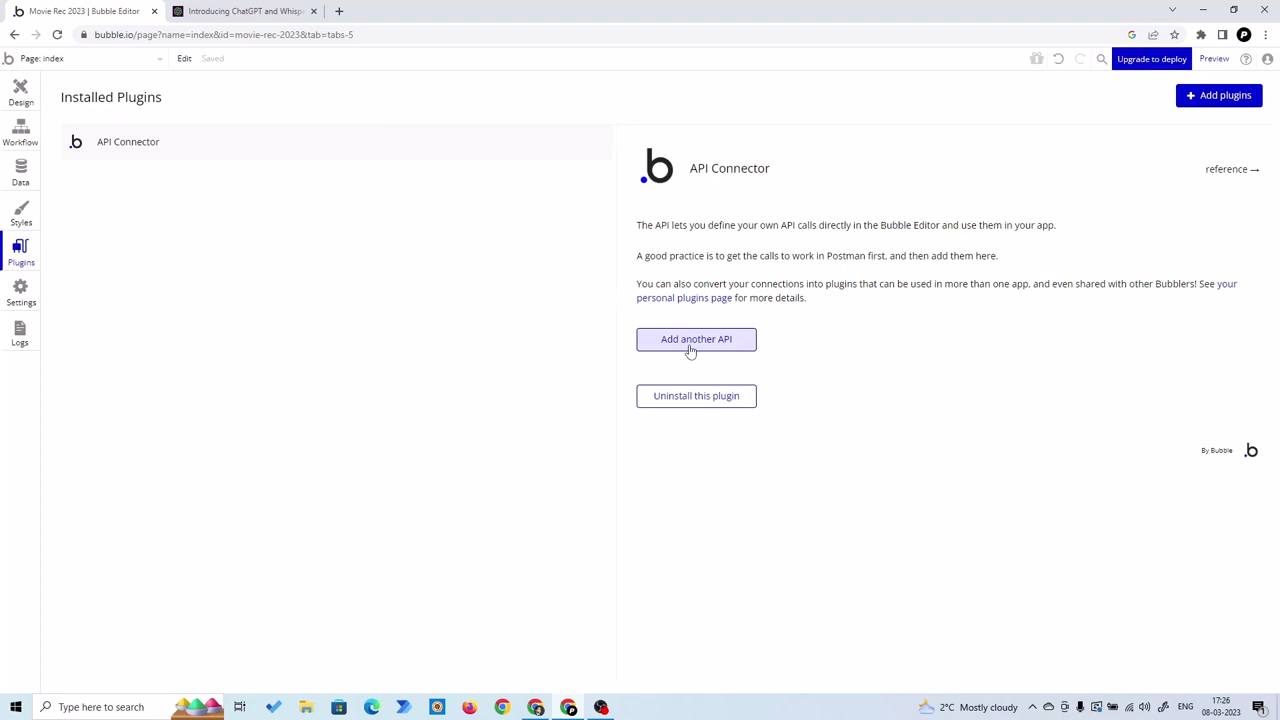 Movie Rec 2023 | Bubble Editor
Introducing ChatGPT and Whisp
bubble.io/page?name=index&id=movie-rec-2023&tab=tabs-5
Page: index
Edit
Saved
Upgrade to deploy
Preview
Design
Workflow
Data
Styles
Plugins
Settings
Logs
Installed Plugins
+ Add plugins
API Connector
API Connector
reference →
The API lets you define your own API calls directly in the Bubble Editor and use them in your app.
A good practice is to get the calls to work in Postman first, and then add them here.
You can also convert your connections into plugins that can be used in more than one app, and even shared with other Bubblers! See your
personal plugins page for more details.
Add another API
Uninstall this plugin
By Bubble
Type here to search
2°C Mostly cloudy
ENG
17:26
08-03-2023